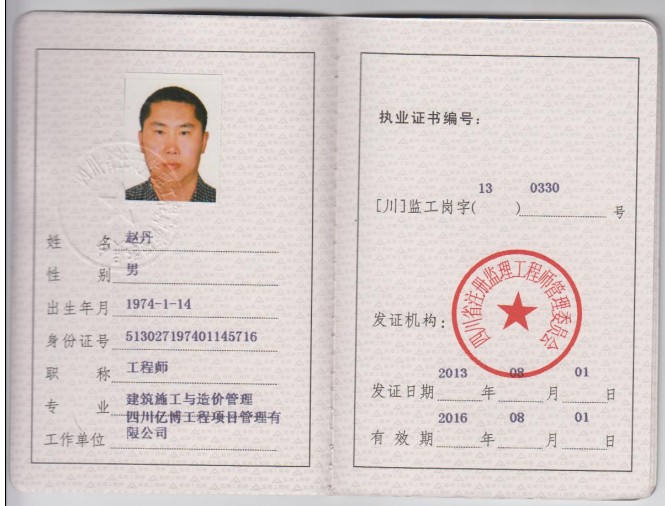 姓 名 赵丹
性 别 男
出生年月 1974-1-14
身份证号 513027197401145716
职 称 工程师
专 业 建筑施工与造价管理
工作单位 四川亿博工程项目管理有
限公司
执业证书编号：
[川]监工岗字( 13 ) 0330 号
四川省注册监理工程师管理委员会
发证机构：
发证日期 2013 年 08 月 01 日
有 效 期 2016 年 08 月 01 日